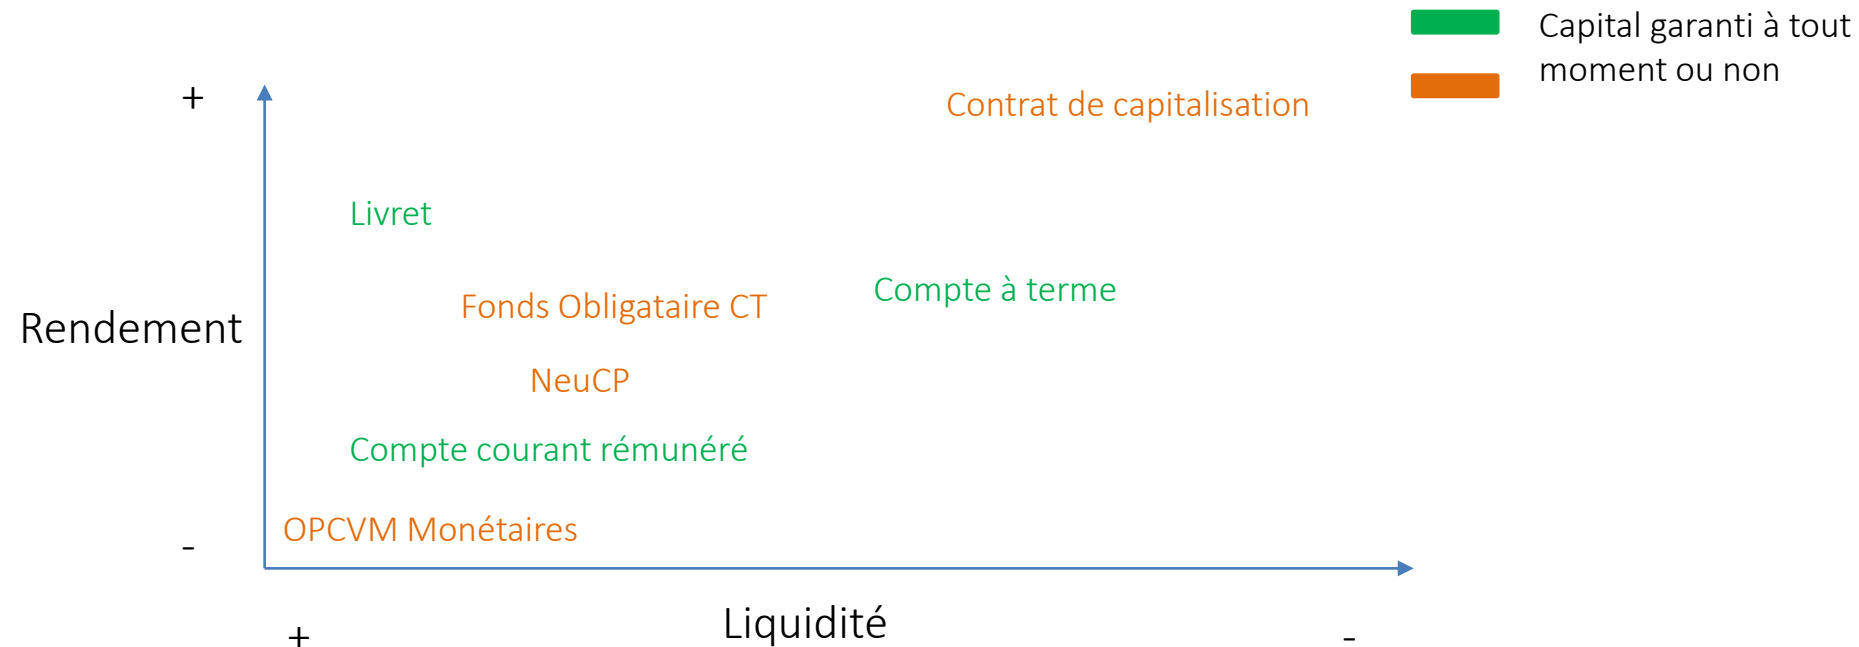 Capital garanti à tout
moment ou non
+
Contrat de capitalisation
Livret
Compte à terme
Fonds Obligataire CT
Rendement
NeuCP
Compte courant rémunéré
OPCVM Monétaires
-
Liquidité
+
-